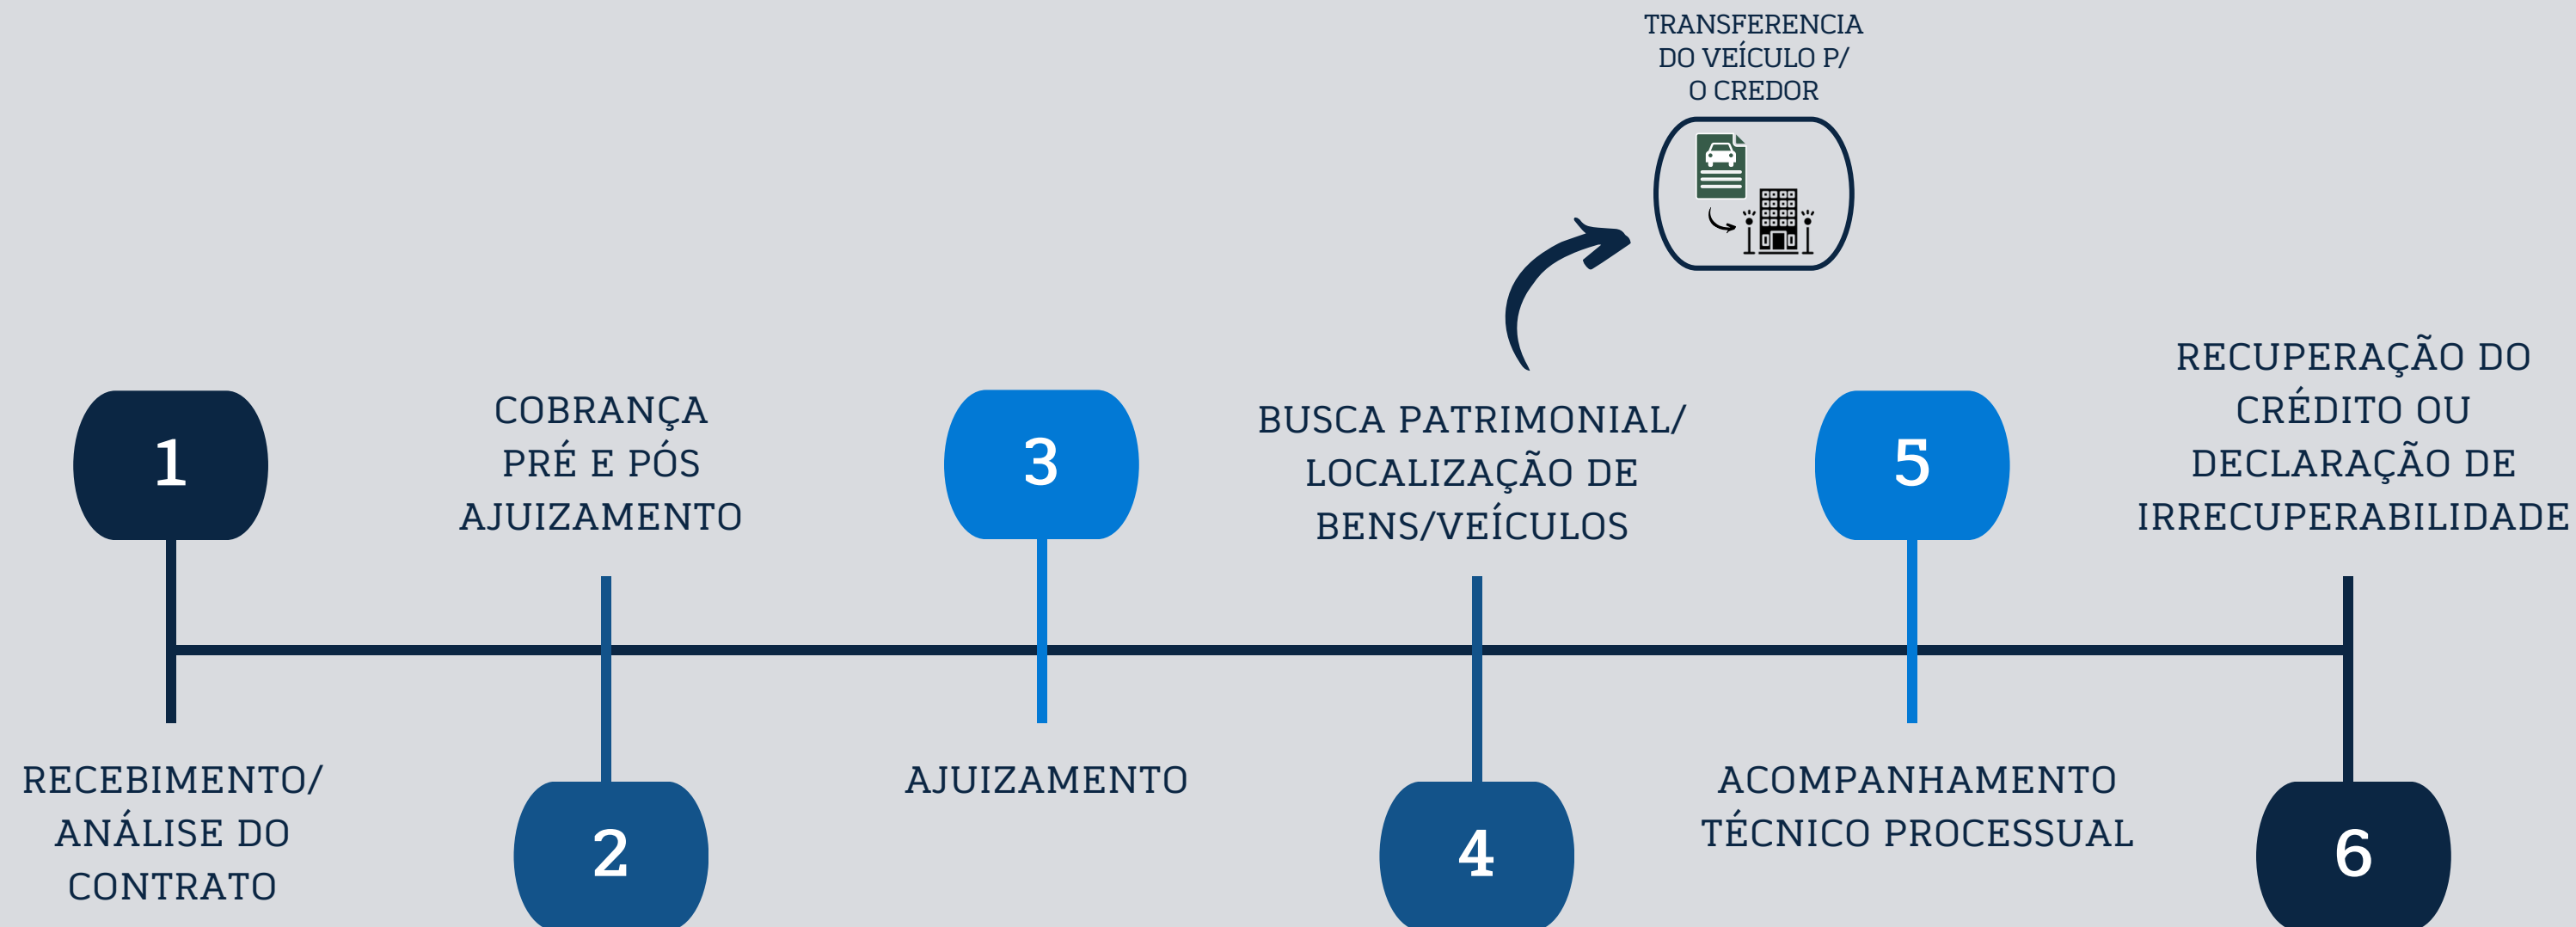 TRANSFERENCIA
DO VEÍCULO P/
O CREDOR
1
RECEBIMENTO/
ANÁLISE DO
CONTRATO
COBRANÇA
PRÉ E PÓS
AJUIZAMENTO
2
3
AJUIZAMENTO
BUSCA PATRIMONIAL/
LOCALIZAÇÃO DE
BENS/VEÍCULOS
4
5
ACOMPANHAMENTO
TÉCNICO PROCESSUAL
RECUPERAÇÃO DO
CRÉDITO OU
DECLARAÇÃO DE
IRRECUPERABILIDADE
6